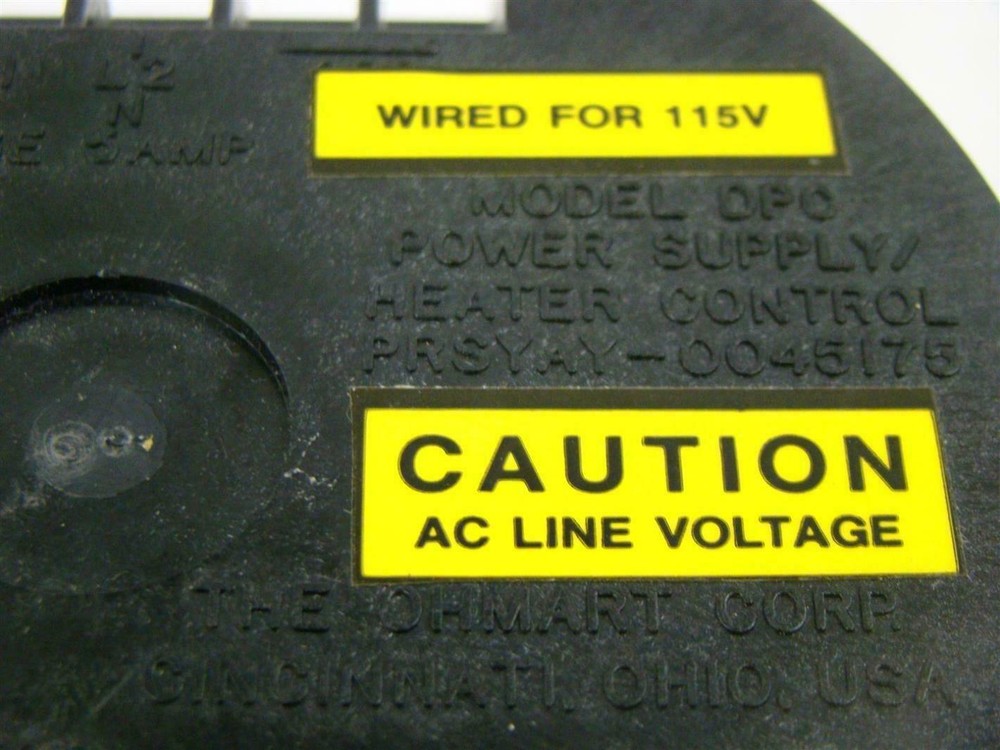 L2
N
5AMP
WIRED FOR 115V
MODEL DPC
POWER SUPPLY/
HEATER CONTROL
PRSYAY-0045175
CAUTION
AC LINE VOLTAGE
THE OHMART CORP.
CINCINNATI, OHIO, USA